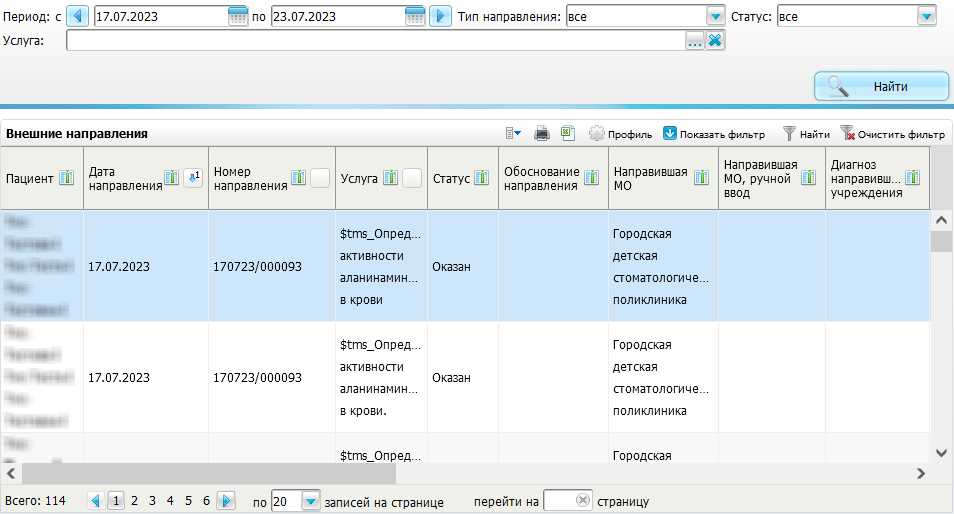 Период: с 17.07.2023 по 23.07.2023 Тип направления: все Статус: все
Услуга: ...
Найти
Внешние направления Профиль Показать фильтр Найти Очистить фильтр
Пациент
Дата
направления
1
Номер
направления
Услуга
Статус
Обоснование
направления
Направившая
МО
Направившая
МО, ручной
ввод
Диагноз
направивш...
учреждения
17.07.2023
170723/000093
$tms_Опред...
активности
аланинамин...
в крови
Оказан
Городская
детская
стоматологиче...
поликлиника
17.07.2023
170723/000093
$tms_Опред...
активности
аланинамин...
в крови.
Оказан
Городская
детская
стоматологиче...
поликлиника
$tms_Опред...
Городская
Всего: 114 1 2 3 4 5 6 по 20 записей на странице перейти на страницу